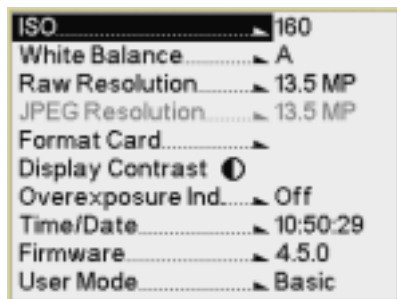 ISO 160
White Balance A
Raw Resolution 13.5 MP
JPEG Resolution 13.5 MP
Format Card
Display Contrast
Overexposure Ind. Off
Time/Date 10:50:29
Firmware 4.5.0
User Mode Basic